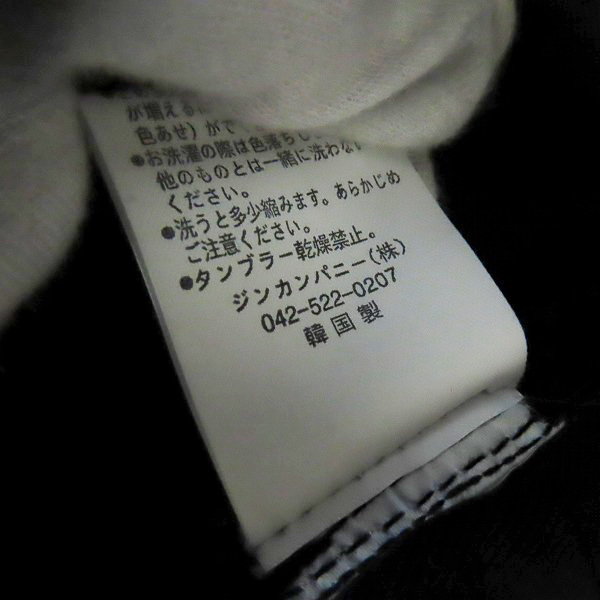 が増える
色あせ）がで
●お洗濯の際は色落ちし
他のものとは一緒に洗わない
ください。
●洗うと多少縮みます。あらかじめ
ご注意ください。
●タンブラー乾燥禁止。
ジンカンパニー（株）
042-522-0207
韓国製